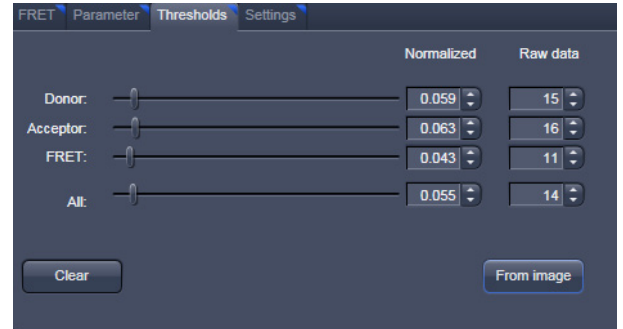 FRET Parameter Thresholds Settings
Normalized Raw data
Donor: 0.059 15
Acceptor: 0.063 16
FRET: 0.043 11
All: 0.055 14
Clear From image